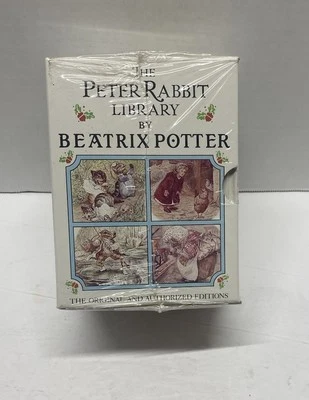 THE
PETER RABBIT
LIBRARY
BY
BEATRIX POTTER
THE ORIGINAL AND AUTHORIZED EDITIONS